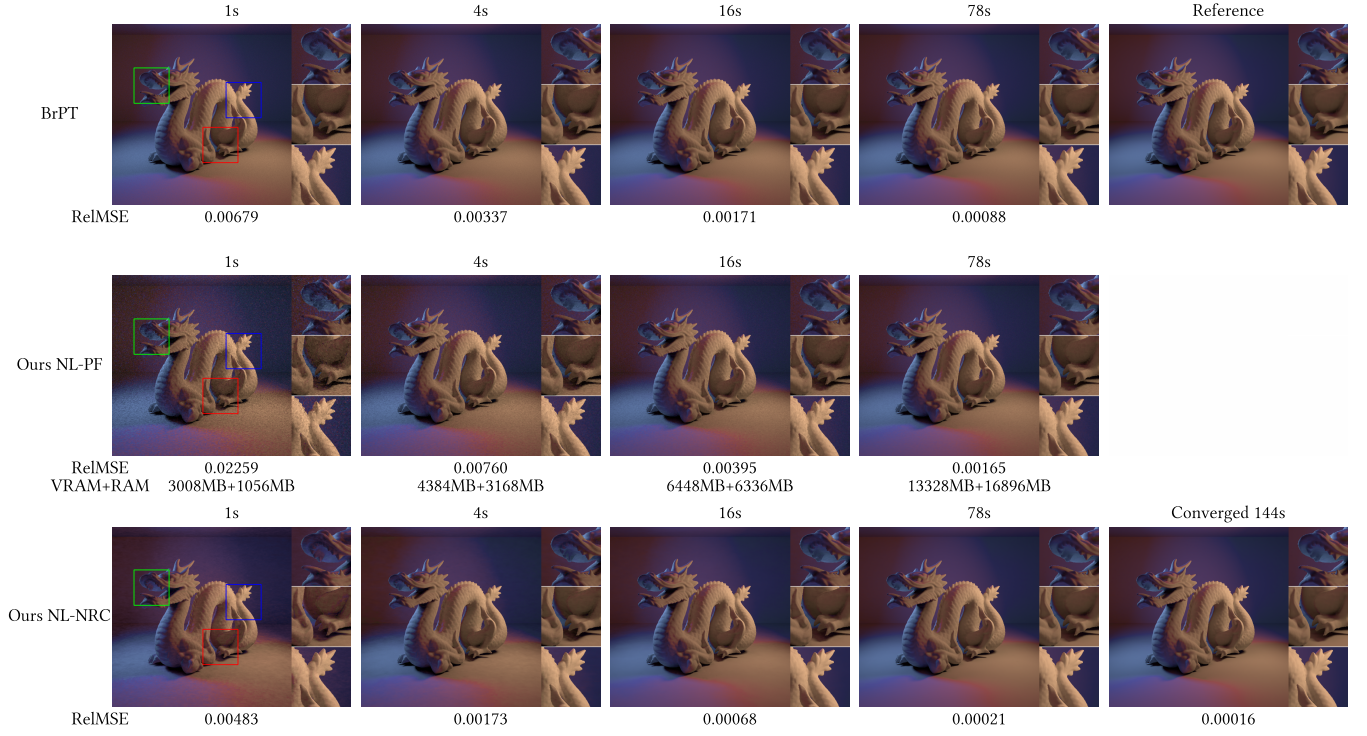 1s 4s 16s 78s Reference
BrPT
RelMSE 0.00679 0.00337 0.00171 0.00088
1s 4s 16s 78s
Ours NL-PF
RelMSE 0.02259 0.00760 0.00395 0.00165
VRAM+RAM 3008MB+1056MB 4384MB+3168MB 6448MB+6336MB 13328MB+16896MB
1s 4s 16s 78s Converged 144s
Ours NL-NRC
RelMSE 0.00483 0.00173 0.00068 0.00021 0.00016